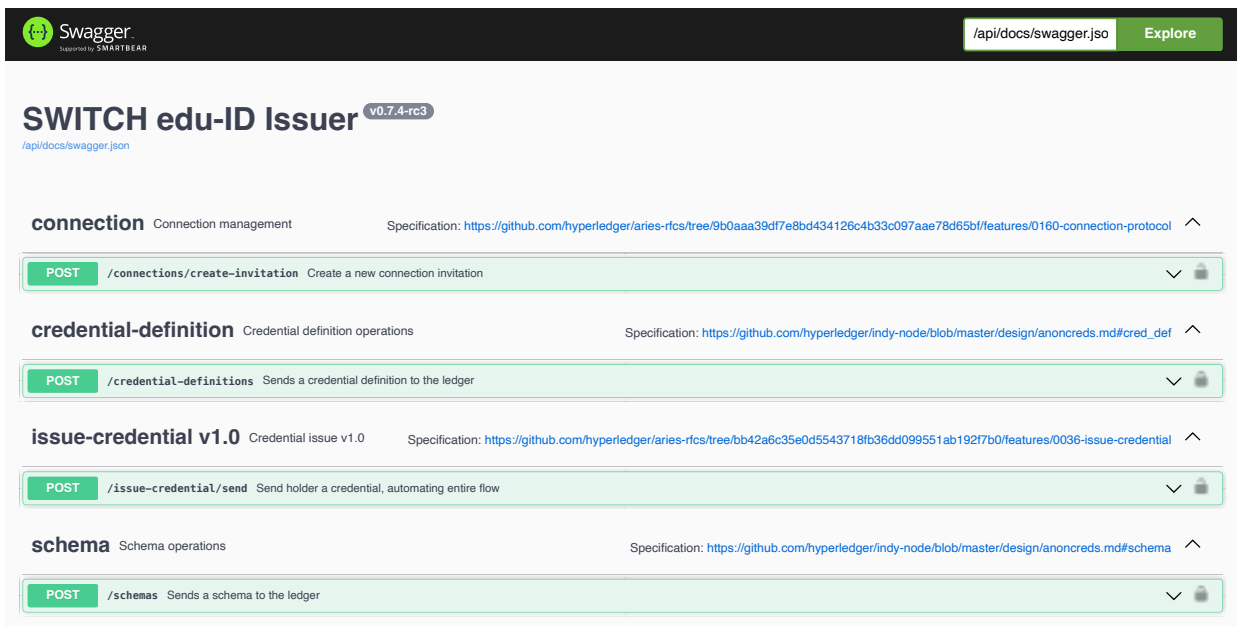 Swagger.
Supported by SMARTBEAR
/api/docs/swagger.jso
Explore
SWITCH edu-ID Issuer v0.7.4-rc3
/api/docs/swagger.json
connection Connection management Specification: https://github.com/hyperledger/aries-rfcs/tree/9b0aaa39df7e8bd434126c4b33c097aae78d65bf/features/0160-connection-protocol
POST /connections/create-invitation Create a new connection invitation
credential-definition Credential definition operations Specification: https://github.com/hyperledger/indy-node/blob/master/design/anoncreds.md#cred_def
POST /credential-definitions Sends a credential definition to the ledger
issue-credential v1.0 Credential issue v1.0 Specification: https://github.com/hyperledger/aries-rfcs/tree/bb42a6c35e0d5543718fb36dd099551ab192f7b0/features/0036-issue-credential
POST /issue-credential/send Send holder a credential, automating entire flow
schema Schema operations Specification: https://github.com/hyperledger/indy-node/blob/master/design/anoncreds.md#schema
POST /schemas Sends a schema to the ledger